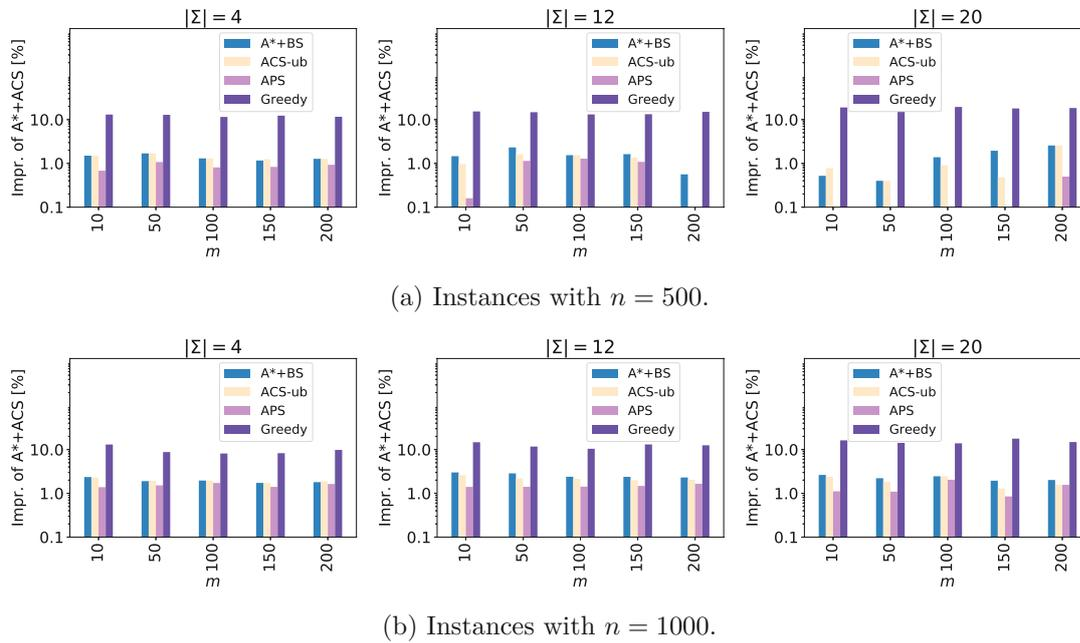 |Σ| = 4
Impr. of A*+ACS [%]
10.0
1.0
0.1
A*+BS
ACS-ub
APS
Greedy
10
50
100
150
200
m
|Σ| = 12
Impr. of A*+ACS [%]
10.0
1.0
0.1
A*+BS
ACS-ub
APS
Greedy
10
50
100
150
200
m
|Σ| = 20
Impr. of A*+ACS [%]
10.0
1.0
0.1
A*+BS
ACS-ub
APS
Greedy
10
50
100
150
200
m
(a) Instances with n = 500.
|Σ| = 4
Impr. of A*+ACS [%]
10.0
1.0
0.1
A*+BS
ACS-ub
APS
Greedy
10
50
100
150
200
m
|Σ| = 12
Impr. of A*+ACS [%]
10.0
1.0
0.1
A*+BS
ACS-ub
APS
Greedy
10
50
100
150
200
m
|Σ| = 20
Impr. of A*+ACS [%]
10.0
1.0
0.1
A*+BS
ACS-ub
APS
Greedy
10
50
100
150
200
m
(b) Instances with n = 1000.